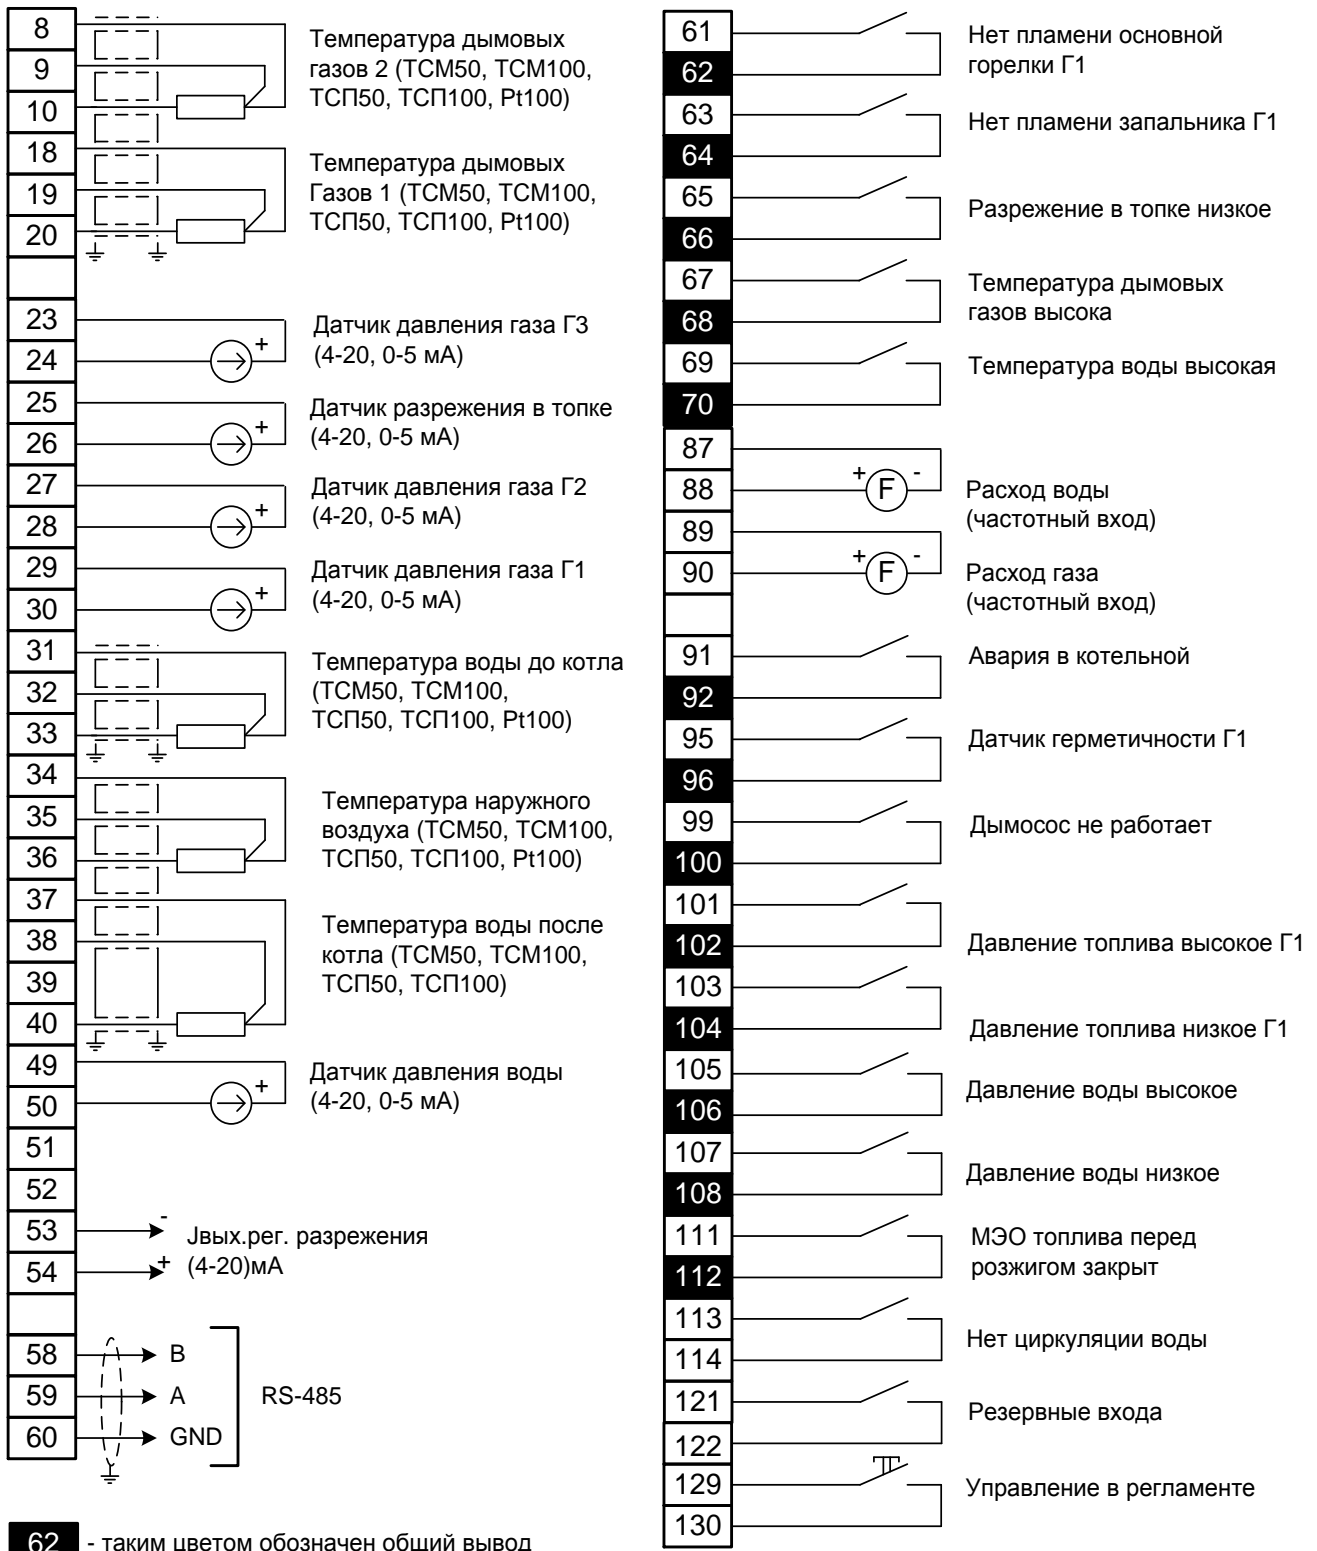 8
9
10
18
19
20
23
24
25
26
27
28
29
30
31
32
33
34
35
36
37
38
39
40
49
50
51
52
53
54
58
59
60
Температура дымовых
газов 2 (ТСМ50, ТСМ100,
ТСП50, ТСП100, Pt100)
Температура дымовых
Газов 1 (ТСМ50, ТСМ100,
ТСП50, ТСП100, Pt100)
+
Датчик давления газа Г3
(4-20, 0-5 мА)
+
Датчик разрежения в топке
(4-20, 0-5 мА)
+
Датчик давления газа Г2
(4-20, 0-5 мА)
+
Датчик давления газа Г1
(4-20, 0-5 мА)
Температура воды до котла
(ТСМ50, ТСМ100,
ТСП50, ТСП100, Pt100)
Температура наружного
воздуха (ТСМ50, ТСМ100,
ТСП50, ТСП100, Pt100)
Температура воды после
котла (ТСМ50, ТСМ100,
ТСП50, ТСП100)
+
Датчик давления воды
(4-20, 0-5 мА)
-
Jвых.рег. разрежения
+ (4-20)мА
B
A
GND
RS-485
62 - таким цветом обозначен общий вывод
61
62
63
64
65
66
67
68
69
70
87
88
89
90
91
92
95
96
99
100
101
102
103
104
105
106
107
108
111
112
113
114
121
122
129
130
Нет пламени основной
горелки Г1
Нет пламени запальника Г1
Разрежение в топке низкое
Температура дымовых
газов высока
Температура воды высокая
+ F -
Расход воды
(частотный вход)
+ F -
Расход газа
(частотный вход)
Авария в котельной
Датчик герметичности Г1
Дымосос не работает
Давление топлива высокое Г1
Давление топлива низкое Г1
Давление воды высокое
Давление воды низкое
МЭО топлива перед
розжигом закрыт
Нет циркуляции воды
Резервные входа
Управление в регламенте